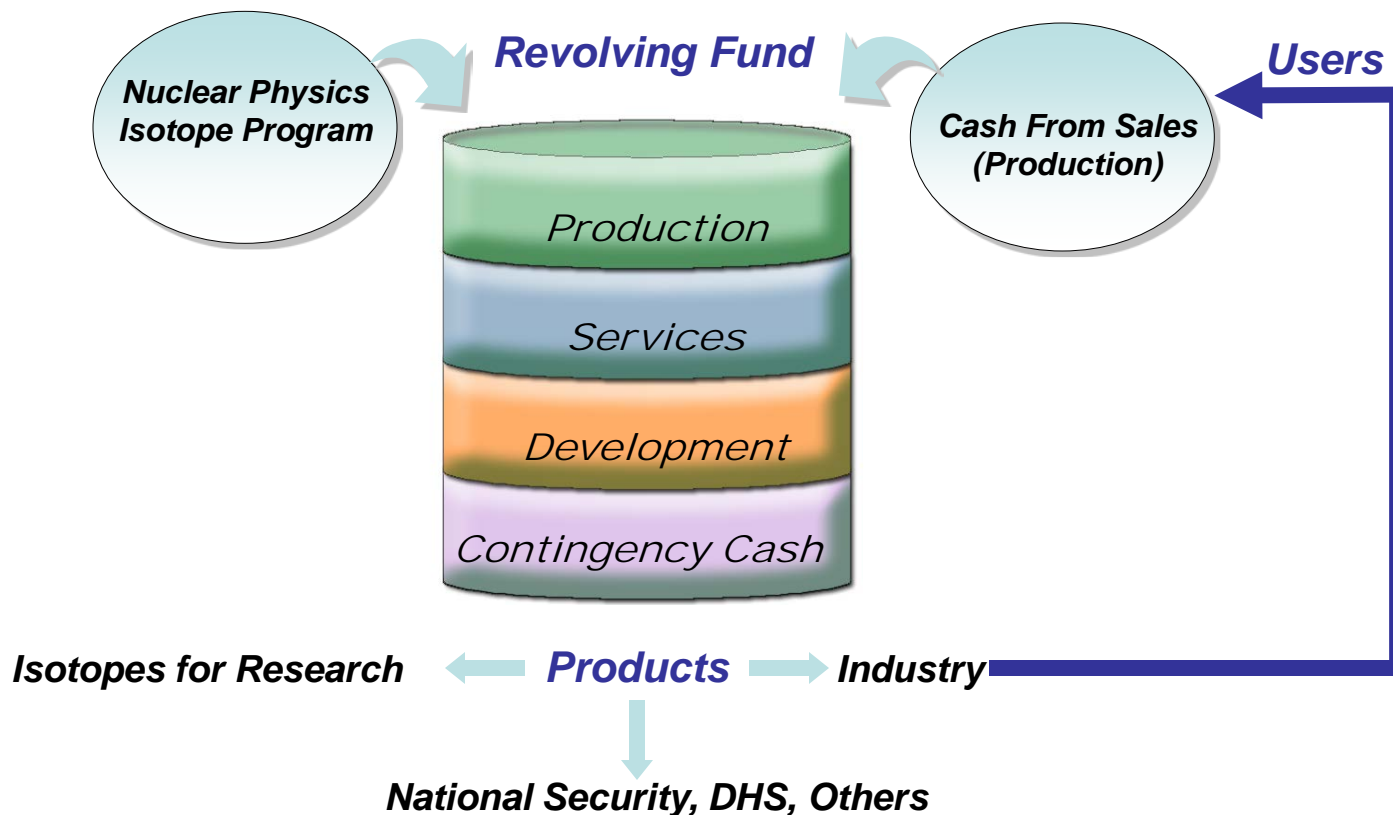 Revolving Fund
Users
Nuclear Physics
Isotope Program
Cash From Sales
(Production)
Production
Services
Development
Contingency Cash
Isotopes for Research
Products
Industry
National Security, DHS, Others